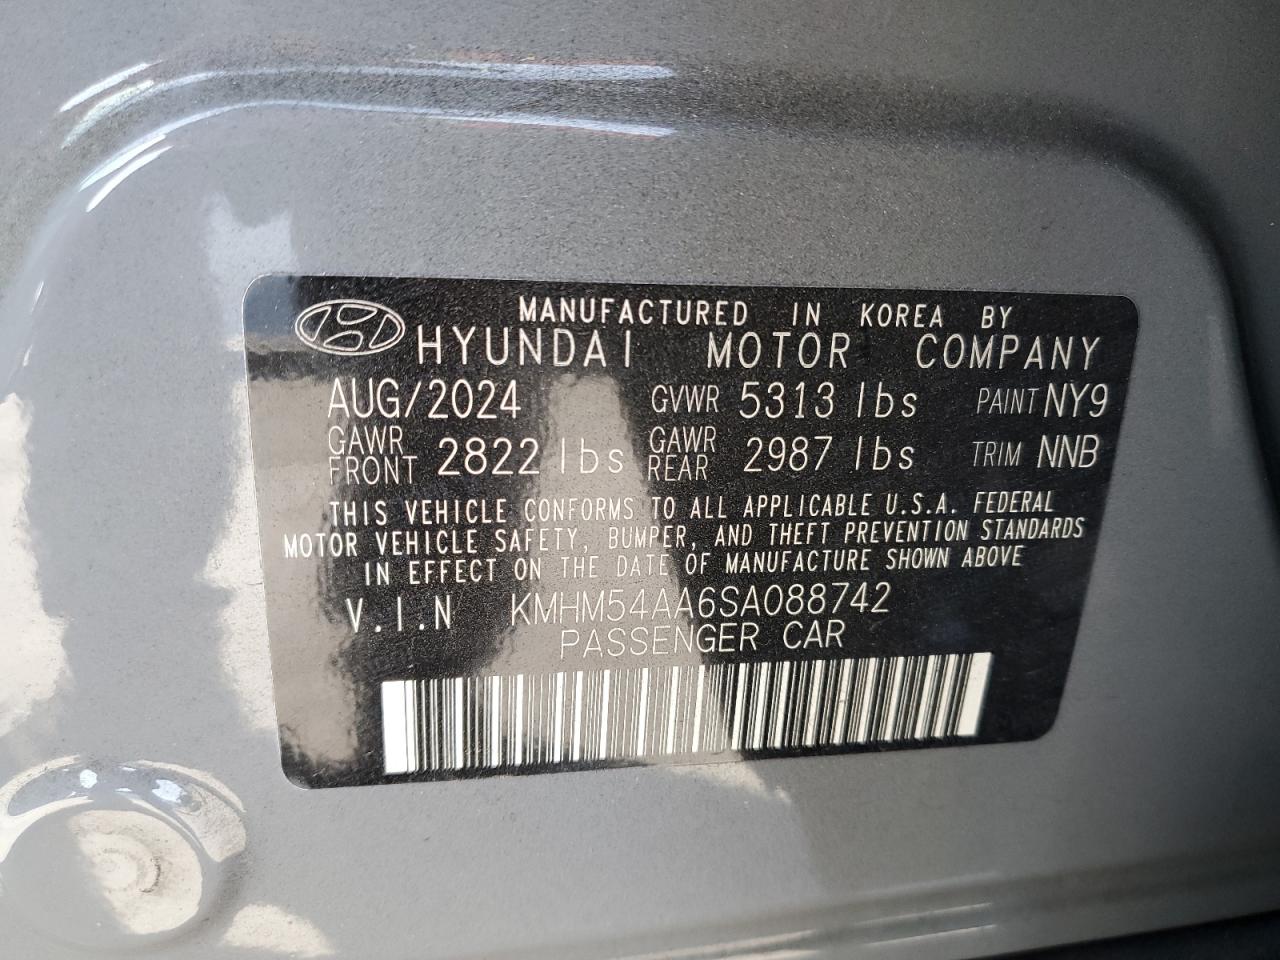 MANUFACTURED IN KOREA BY
HYUNDAI MOTOR COMPANY
AUG/2024 GVWR 5313 lbs PAINT NY9
GAWR FRONT 2822 lbs GAWR REAR 2987 lbs TRIM NNB
THIS VEHICLE CONFORMS TO ALL APPLICABLE U.S.A. FEDERAL
MOTOR VEHICLE SAFETY, BUMPER, AND THEFT PREVENTION STANDARDS
IN EFFECT ON THE DATE OF MANUFACTURE SHOWN ABOVE
V.I.N KMHM54AA6SA088742
PASSENGER CAR